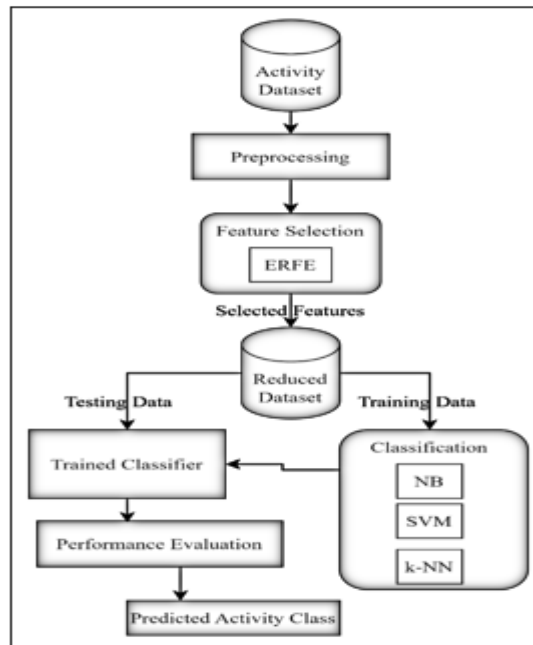 Activity
Dataset
Preprocessing
Feature Selection
ERFE
Selected Features
Reduced
Dataset
Testing Data
Training Data
Trained Classifier
Classification
NB
SVM
k-NN
Performance Evaluation
Predicted Activity Class